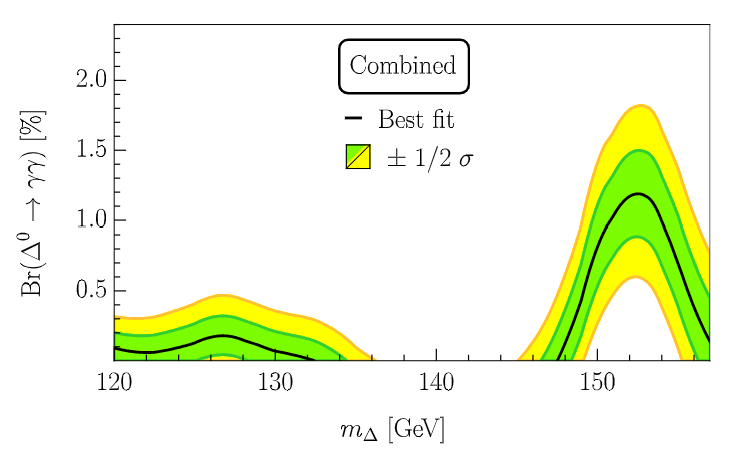 Combined
Best fit
± 1/2 σ
Br(Δ⁰ → γγ) [%]
2.0
1.5
1.0
0.5
120 130 140 150
m_Δ [GeV]